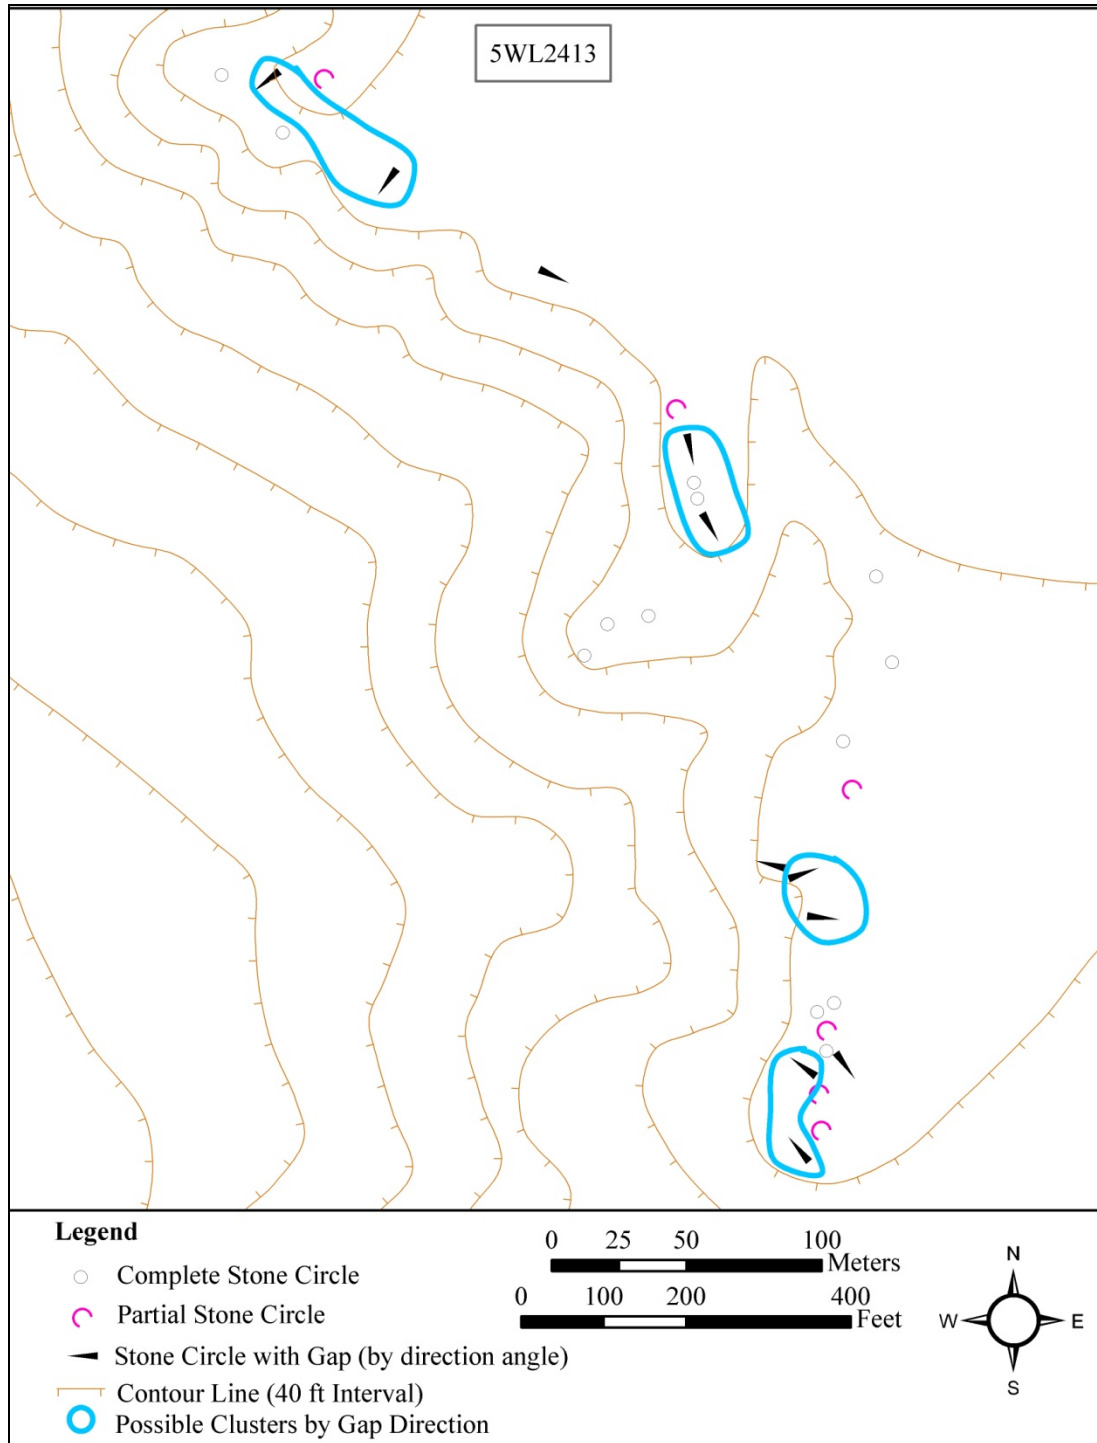 5WL2413
Legend
Complete Stone Circle
Partial Stone Circle
Stone Circle with Gap (by direction angle)
Contour Line (40 ft Interval)
Possible Clusters by Gap Direction
0 25 50 100
Meters
0 100 200 400
Feet
N
W E
S